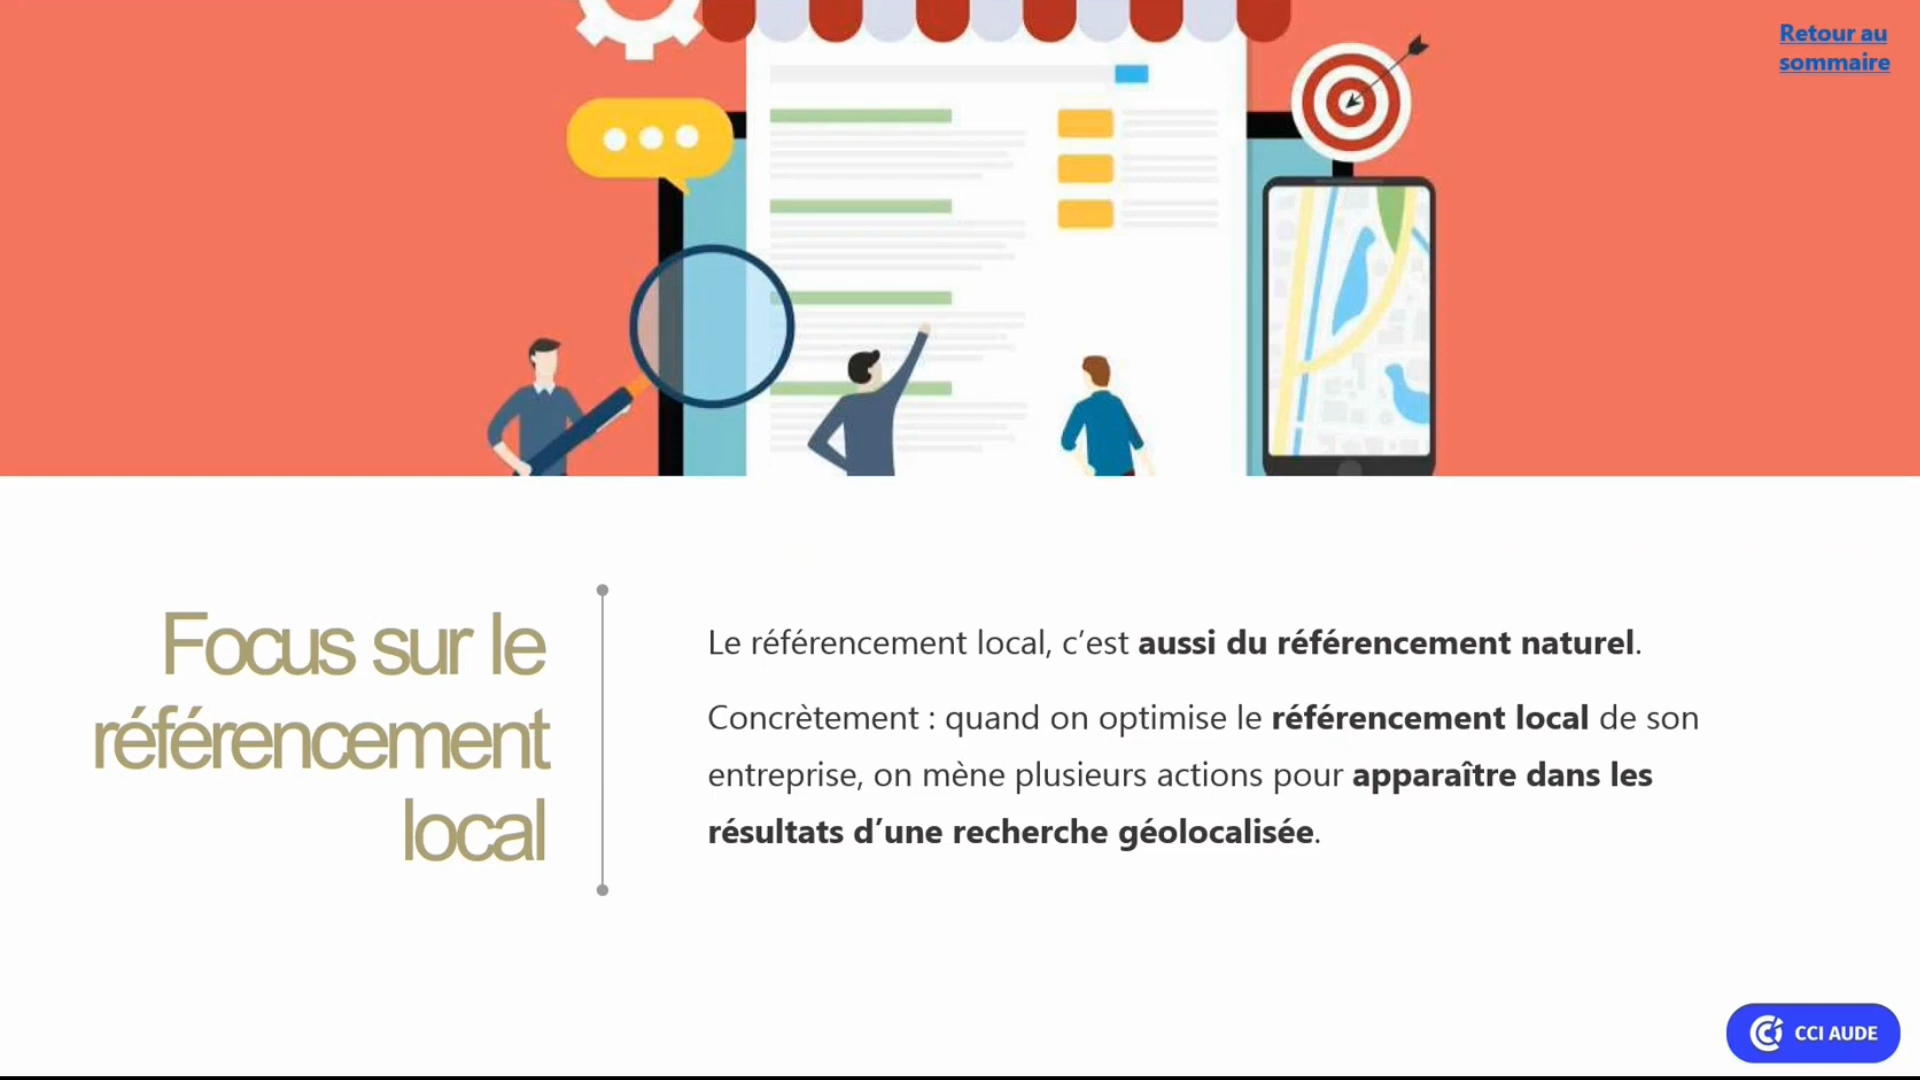 Retour au
sommaire
Focus sur le
référencement
local
Le référencement local, c’est aussi du référencement naturel.
Concrètement : quand on optimise le référencement local de son
entreprise, on mène plusieurs actions pour apparaître dans les
résultats d’une recherche géolocalisée.
CCI AUDE